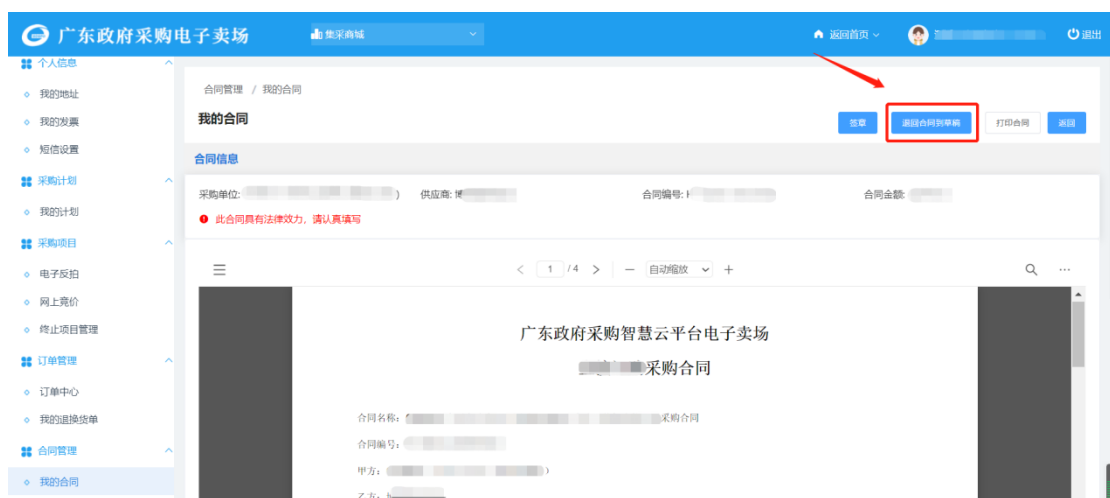 广东政府采购电子卖场
集采商城
返回首页
退出
个人信息
我的地址
我的发票
短信设置
采购计划
我的计划
采购项目
电子反拍
网上竞价
终止项目管理
订单管理
订单中心
我的退换货单
合同管理
我的合同
合同管理 / 我的合同
我的合同
签章 退回合同到草稿 打印合同 返回
合同信息
采购单位: ) 供应商: 合同编号: 合同金额:
此合同具有法律效力，请认真填写
1 / 4 自动缩放
广东政府采购智慧云平台电子卖场
采购合同
合同名称: 采购合同
合同编号:
甲方: )
乙方: